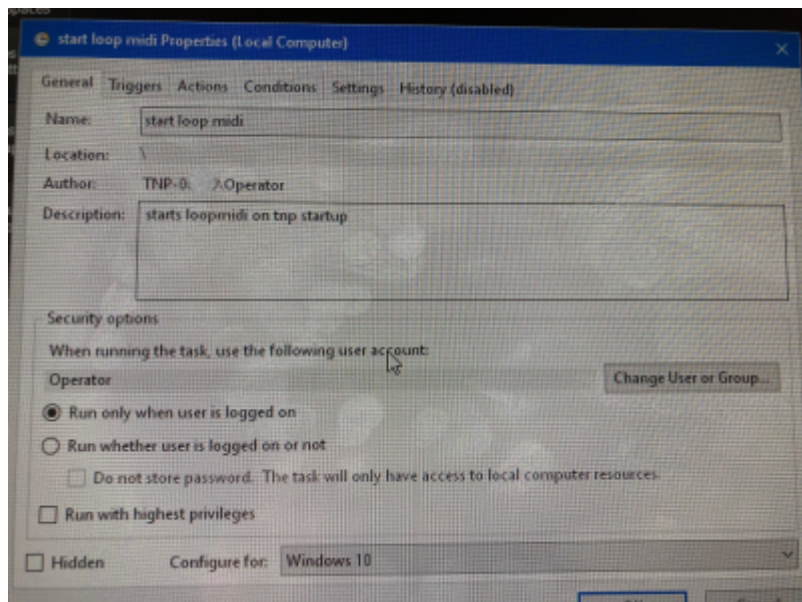 start loop midi Properties (Local Computer)
General Triggers Actions Conditions Settings History (disabled)
Name: start loop midi
Location: \
Author: TNP-0 \Operator
Description: starts loopmidi on tnp startup
Security options
When running the task, use the following user account:
Operator Change User or Group...
Run only when user is logged on
Run whether user is logged on or not
Do not store password. The task will only have access to local computer resources.
Run with highest privileges
Hidden Configure for: Windows 10